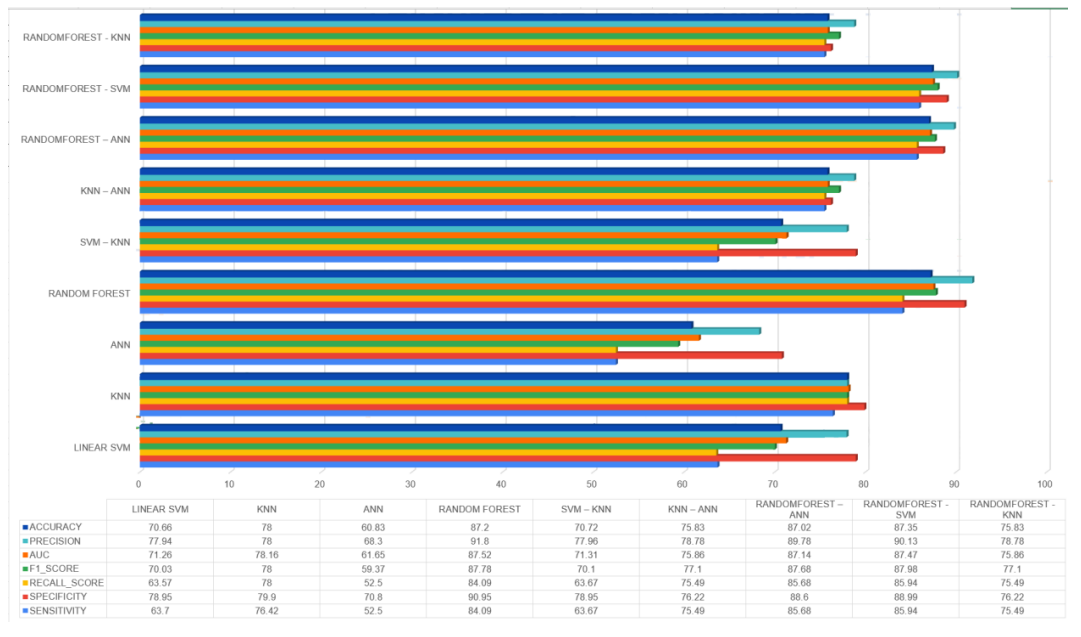 RANDOMFOREST - KNN
RANDOMFOREST - SVM
RANDOMFOREST – ANN
KNN – ANN
SVM – KNN
RANDOM FOREST
ANN
KNN
LINEAR SVM
0 10 20 30 40 50 60 70 80 90 100
LINEAR SVM KNN ANN RANDOM FOREST SVM – KNN KNN – ANN RANDOMFOREST – ANN RANDOMFOREST - SVM RANDOMFOREST - KNN
ACCURACY 70.66 78 60.83 87.2 70.72 75.83 87.02 87.35 75.83
PRECISION 77.94 78 68.3 91.8 77.96 78.78 89.78 90.13 78.78
AUC 71.26 78.16 61.65 87.52 71.31 75.86 87.14 87.47 75.86
F1_SCORE 70.03 78 59.37 87.78 70.1 77.1 87.68 87.98 77.1
RECALL_SCORE 63.57 78 52.5 84.09 63.67 75.49 85.68 85.94 75.49
SPECIFICITY 78.95 79.9 70.8 90.95 78.95 76.22 88.6 88.99 76.22
SENSITIVITY 63.7 76.42 52.5 84.09 63.67 75.49 85.68 85.94 75.49